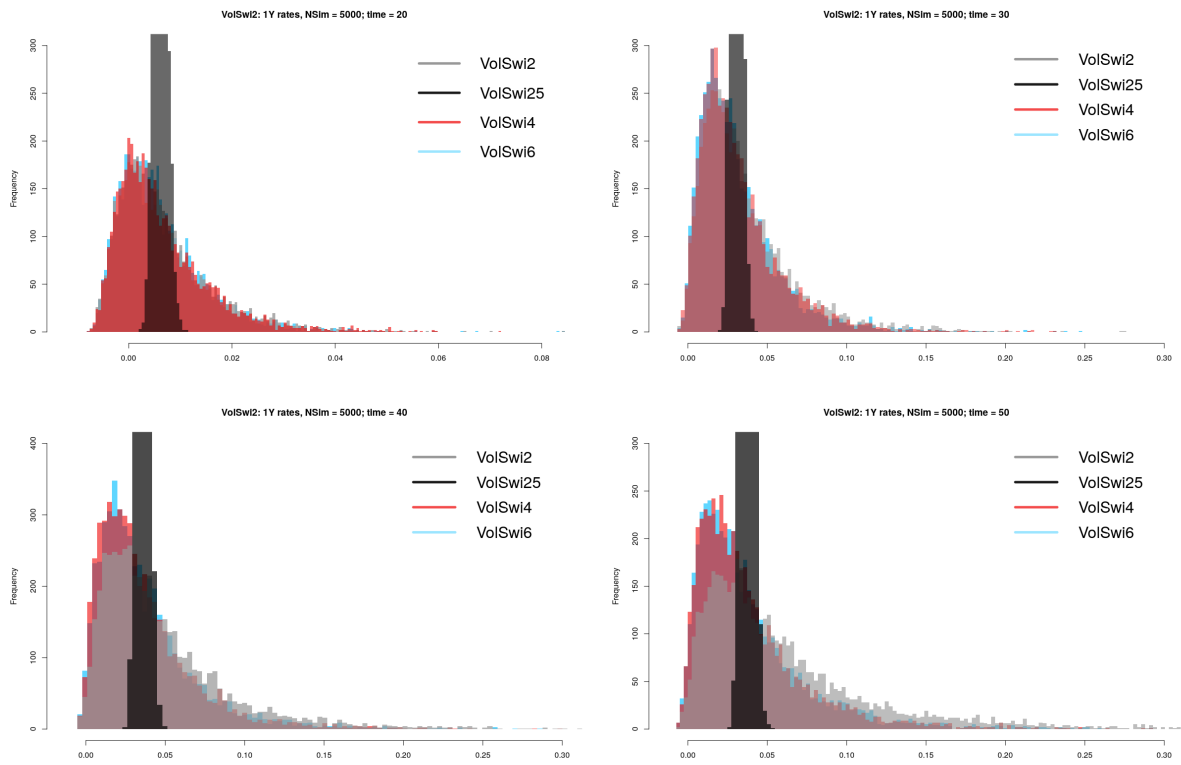 VolSwi2: 1Y rates, NSim = 5000; time = 20
Frequency
300
250
200
150
100
50
0
0.00 0.02 0.04 0.06 0.08
VolSwi2
VolSwi25
VolSwi4
VolSwi6
VolSwi2: 1Y rates, NSim = 5000; time = 30
Frequency
300
250
200
150
100
50
0
0.00 0.05 0.10 0.15 0.20 0.25 0.30
VolSwi2
VolSwi25
VolSwi4
VolSwi6
VolSwi2: 1Y rates, NSim = 5000; time = 40
Frequency
400
300
200
100
0
0.00 0.05 0.10 0.15 0.20 0.25 0.30
VolSwi2
VolSwi25
VolSwi4
VolSwi6
VolSwi2: 1Y rates, NSim = 5000; time = 50
Frequency
300
250
200
150
100
50
0
0.00 0.05 0.10 0.15 0.20 0.25 0.30
VolSwi2
VolSwi25
VolSwi4
VolSwi6